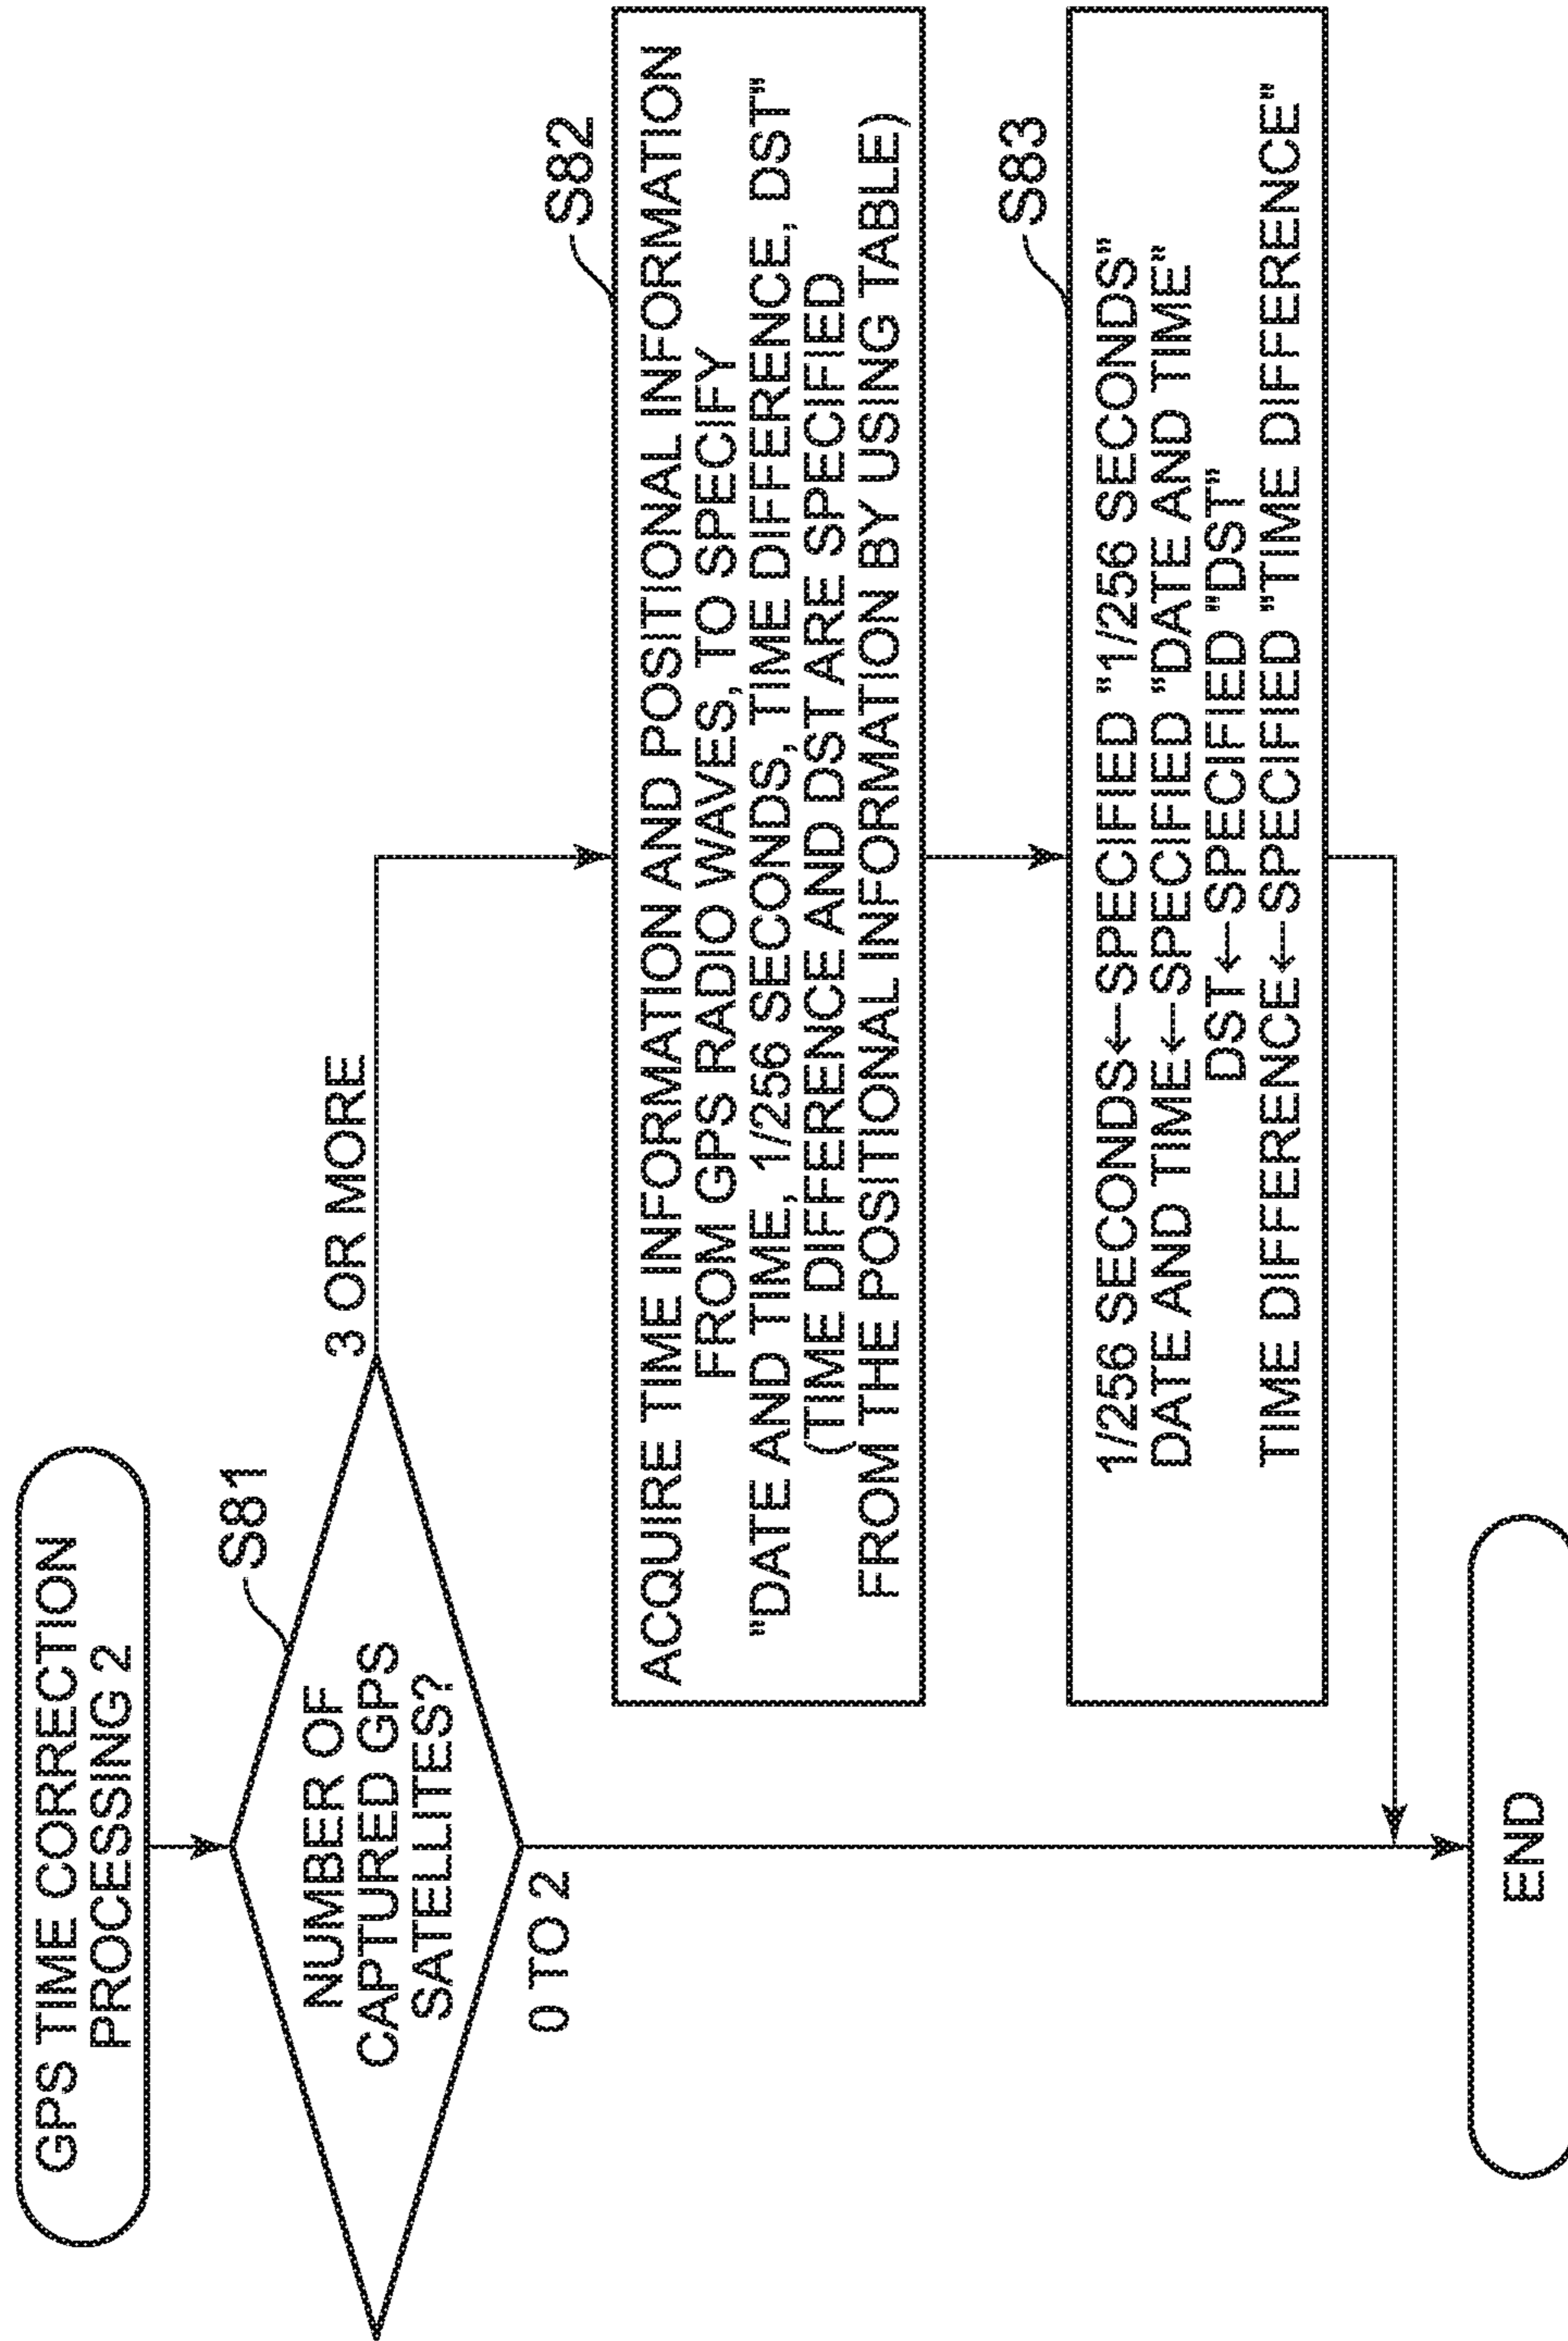 GPS TIME CORRECTION
PROCESSING 2
S81
NUMBER OF
CAPTURED GPS
SATELLITES?
3 OR MORE
0 TO 2
S82
ACQUIRE TIME INFORMATION AND POSITIONAL INFORMATION
FROM GPS RADIO WAVES, TO SPECIFY
"DATE AND TIME, 1/256 SECONDS, TIME DIFFERENCE, DST"
(TIME DIFFERENCE AND DST ARE SPECIFIED
FROM THE POSITIONAL INFORMATION BY USING TABLE)
S83
1/256 SECONDS←SPECIFIED "1/256 SECONDS"
DATE AND TIME←SPECIFIED "DATE AND TIME"
DST←SPECIFIED "DST"
TIME DIFFERENCE←SPECIFIED "TIME DIFFERENCE"
END